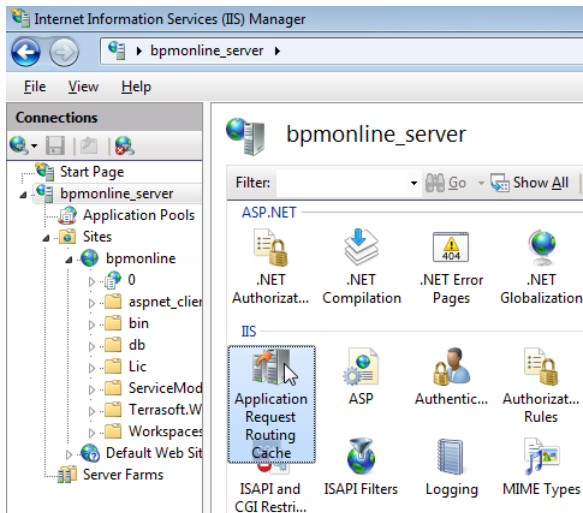 Internet Information Services (IIS) Manager
bpmonline_server
File View Help
Connections
Start Page
bpmonline_server
Application Pools
Sites
bpmonline
0
aspnet_clier
bin
db
Lic
ServiceMod
Terrasoft.W
Workspaces
Default Web Sit
Server Farms
bpmonline_server
Filter: Go Show All
ASP.NET
404
.NET Authorizat...
.NET Compilation
.NET Error Pages
.NET Globalization
IIS
Application Request Routing Cache
ASP
Authentic...
Authorizat... Rules
ISAPI and CGI Restri...
ISAPI Filters
Logging
MIME Types